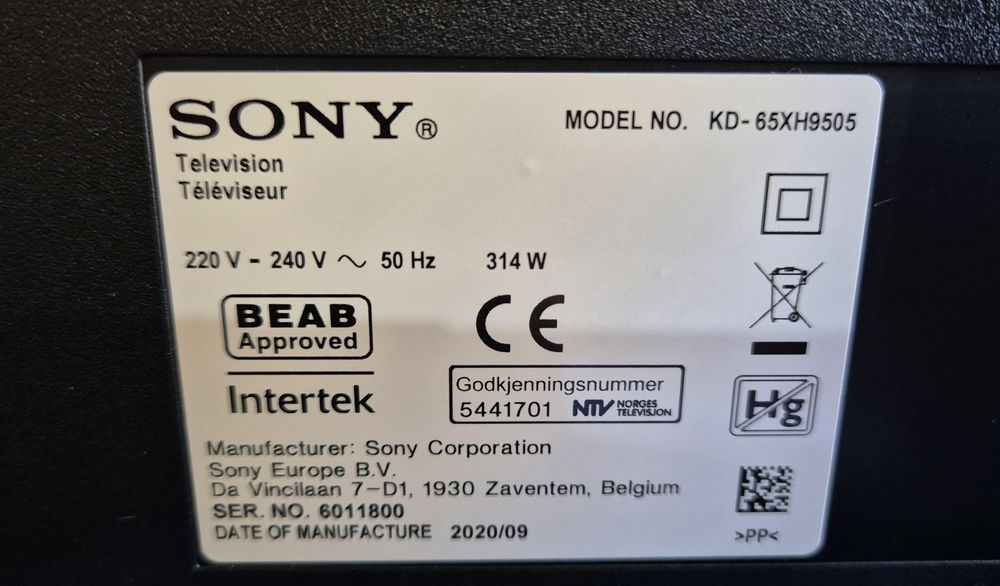 SONY®
MODEL NO. KD-65XH9505
Television
Téléviseur
220 V - 240 V ~ 50 Hz 314 W
BEAB
Approved
Intertek
CE
Godkjenningsnummer
5441701 NTV NORGES
TELEVISJON
Hg
Manufacturer: Sony Corporation
Sony Europe B.V.
Da Vincilaan 7-D1, 1930 Zaventem, Belgium
SER. NO. 6011800
DATE OF MANUFACTURE 2020/09
>PP<